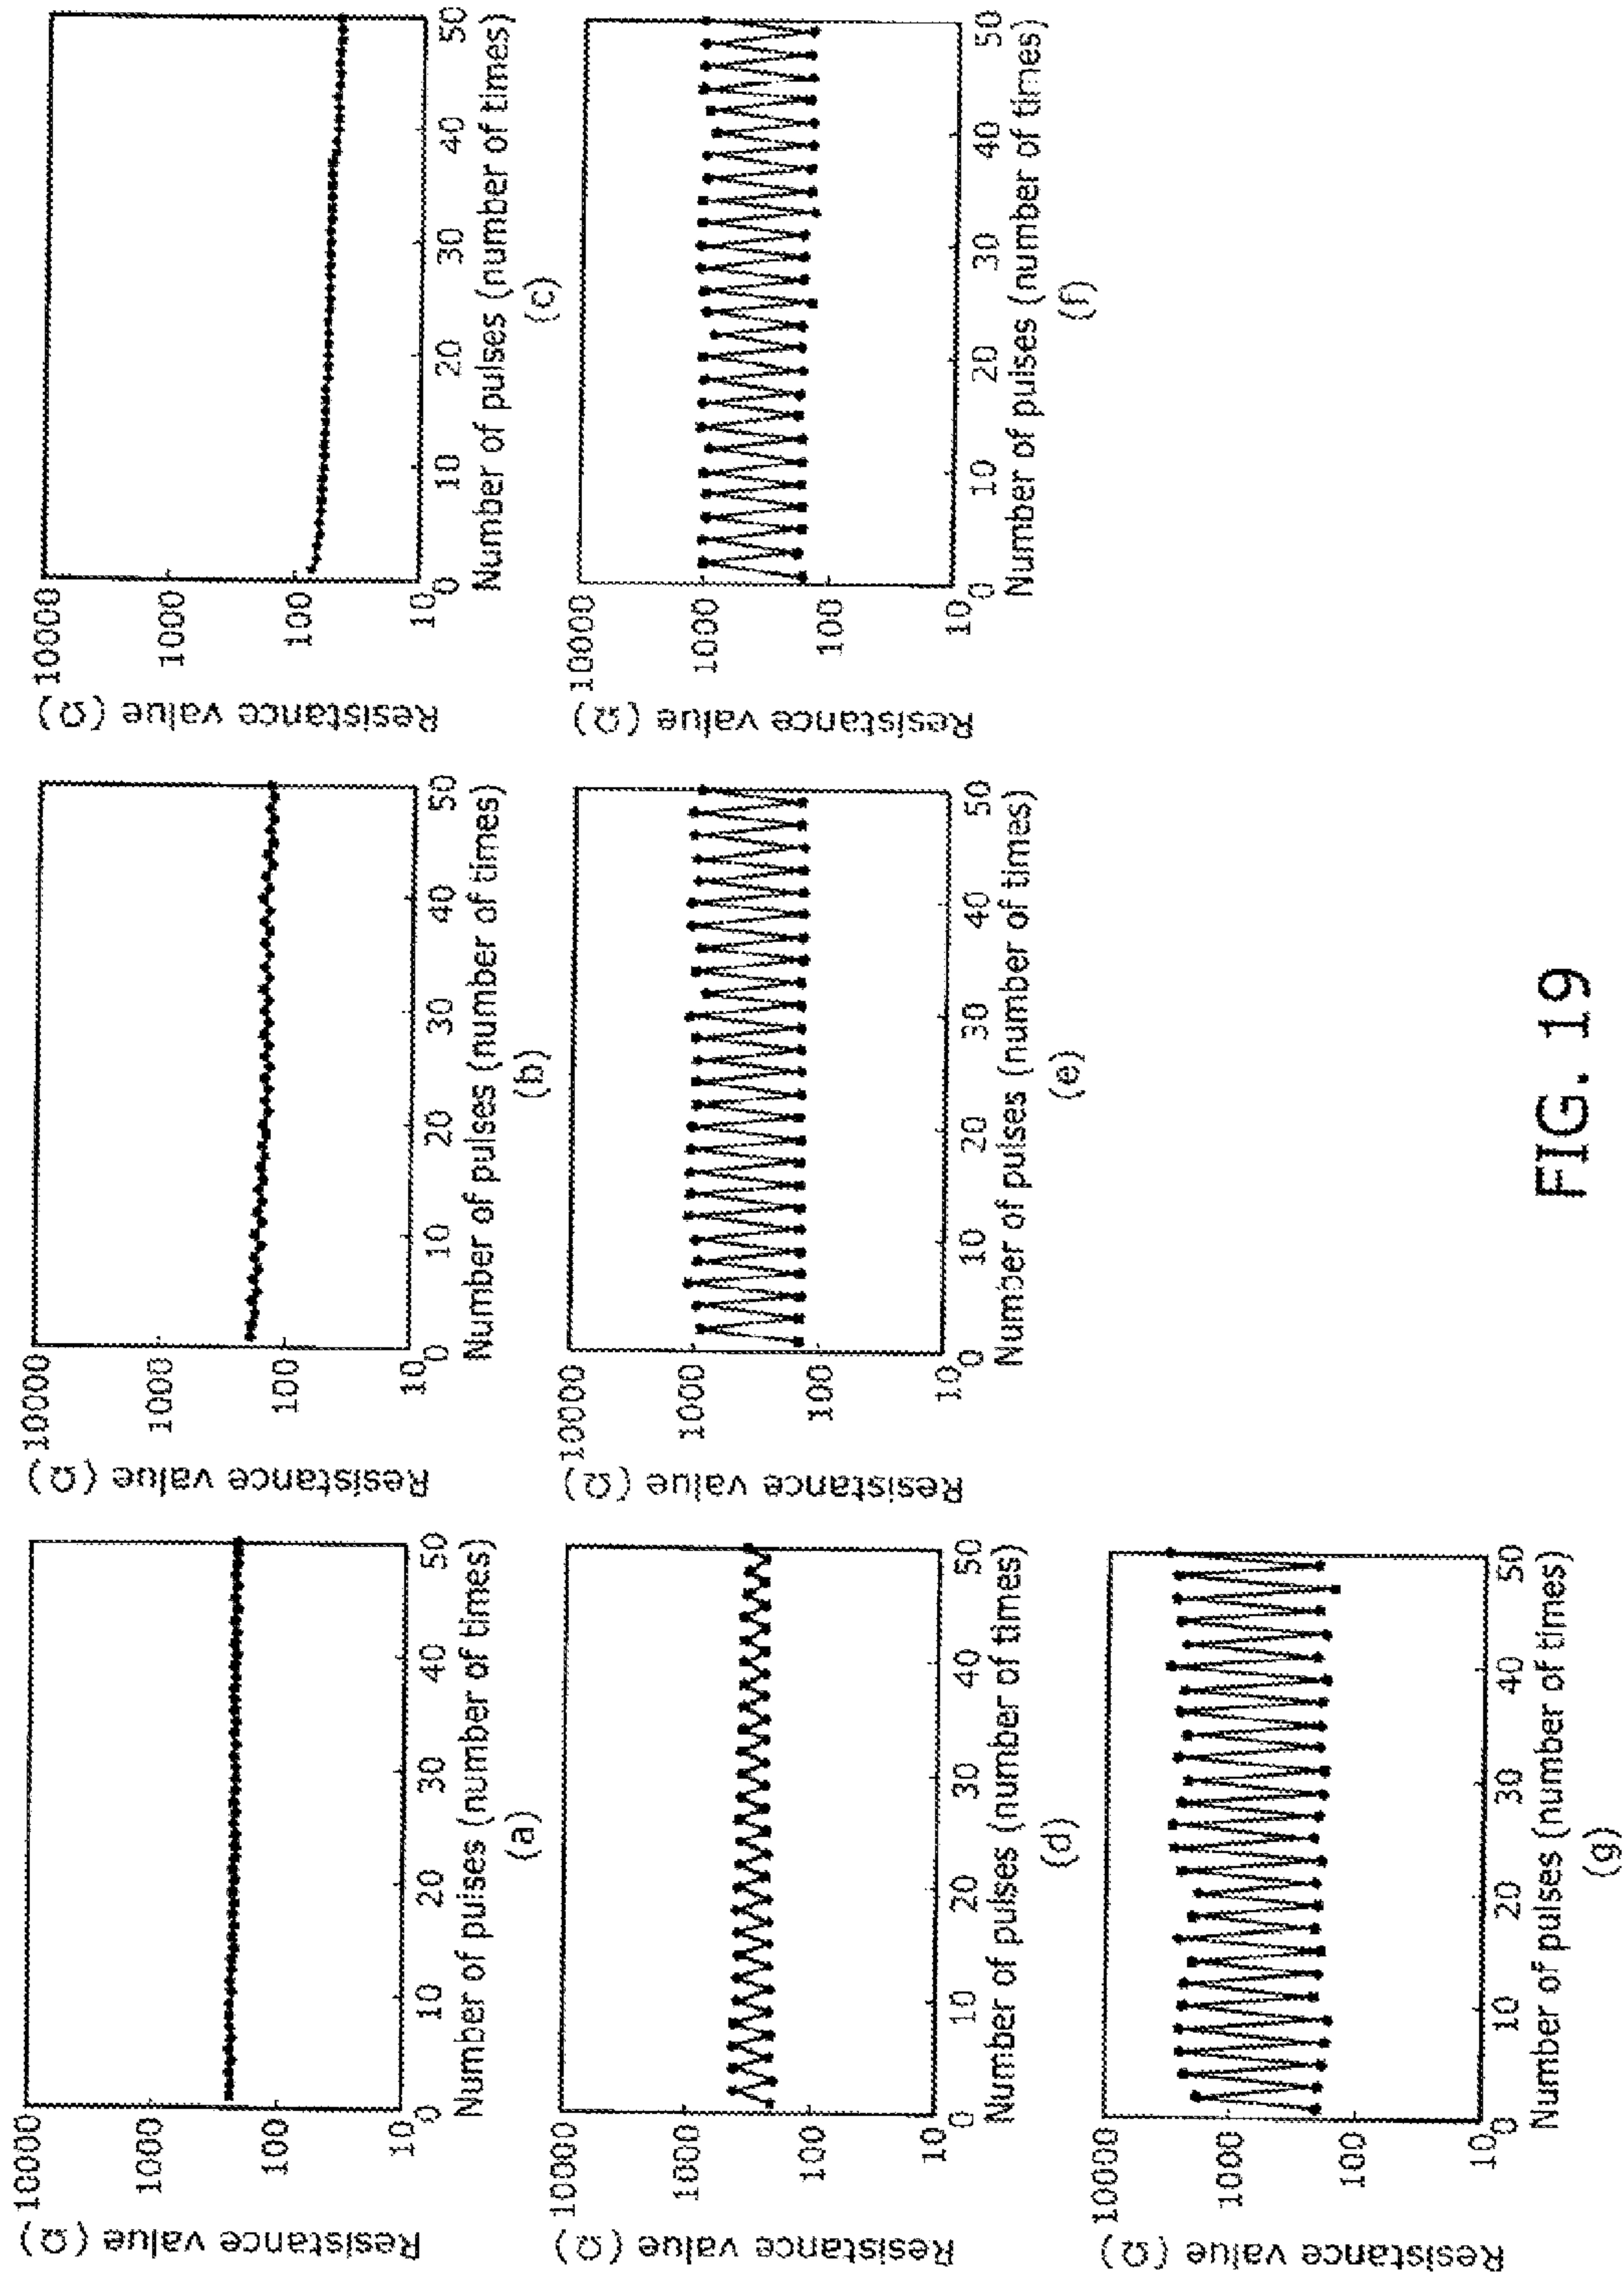 Resistance value (Ω)
10000
1000
100
10
0 10 20 30 40 50
Number of pulses (number of times)
(a)
Resistance value (Ω)
10000
1000
100
10
0 10 20 30 40 50
Number of pulses (number of times)
(b)
Resistance value (Ω)
10000
1000
100
10
0 10 20 30 40 50
Number of pulses (number of times)
(c)
Resistance value (Ω)
10000
1000
100
10
0 10 20 30 40 50
Number of pulses (number of times)
(d)
Resistance value (Ω)
10000
1000
100
10
0 10 20 30 40 50
Number of pulses (number of times)
(e)
Resistance value (Ω)
10000
1000
100
10
0 10 20 30 40 50
Number of pulses (number of times)
(f)
Resistance value (Ω)
10000
1000
100
10
0 10 20 30 40 50
Number of pulses (number of times)
(g)
FIG. 19